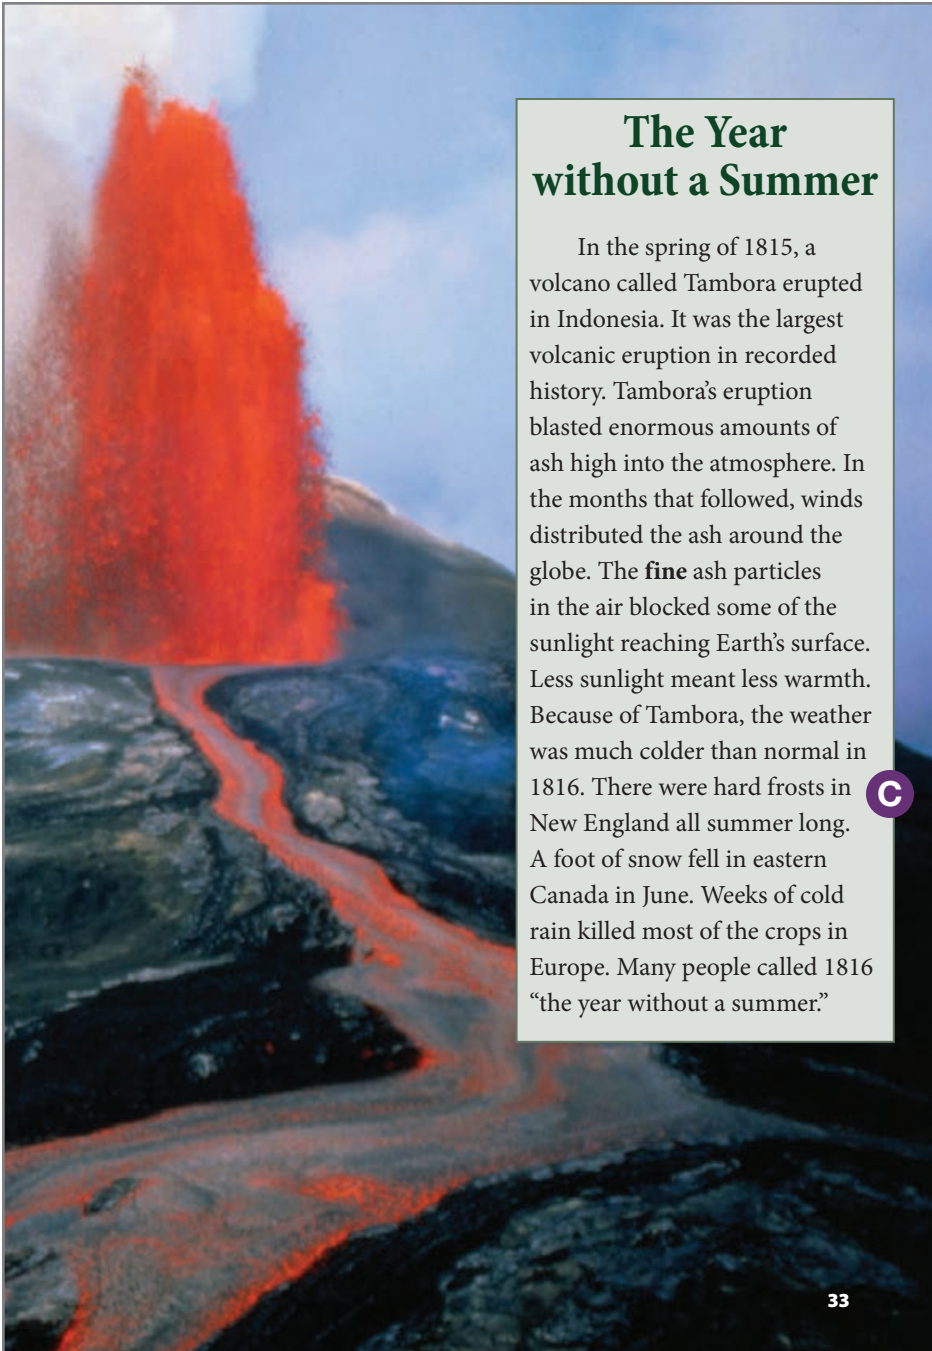 The Year
without a Summer
In the spring of 1815, a
volcano called Tambora erupted
in Indonesia. It was the largest
volcanic eruption in recorded
history. Tambora’s eruption
blasted enormous amounts of
ash high into the atmosphere. In
the months that followed, winds
distributed the ash around the
globe. The fine ash particles
in the air blocked some of the
sunlight reaching Earth’s surface.
Less sunlight meant less warmth.
Because of Tambora, the weather
was much colder than normal in
1816. There were hard frosts in
New England all summer long.
A foot of snow fell in eastern
Canada in June. Weeks of cold
rain killed most of the crops in
Europe. Many people called 1816
“the year without a summer.”
C
33